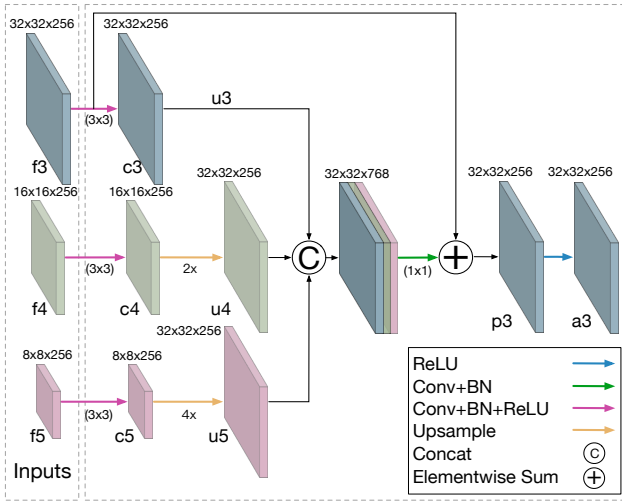 32x32x256
32x32x256
(3x3)
u3
f3
c3
16x16x256
16x16x256
32x32x256
32x32x768
32x32x256
32x32x256
(3x3)
2x
C
(1x1)
f4
c4
u4
p3
a3
8x8x256
8x8x256
32x32x256
(3x3)
4x
f5
c5
u5
Inputs
ReLU
Conv+BN
Conv+BN+ReLU
Upsample
Concat
C
Elementwise Sum